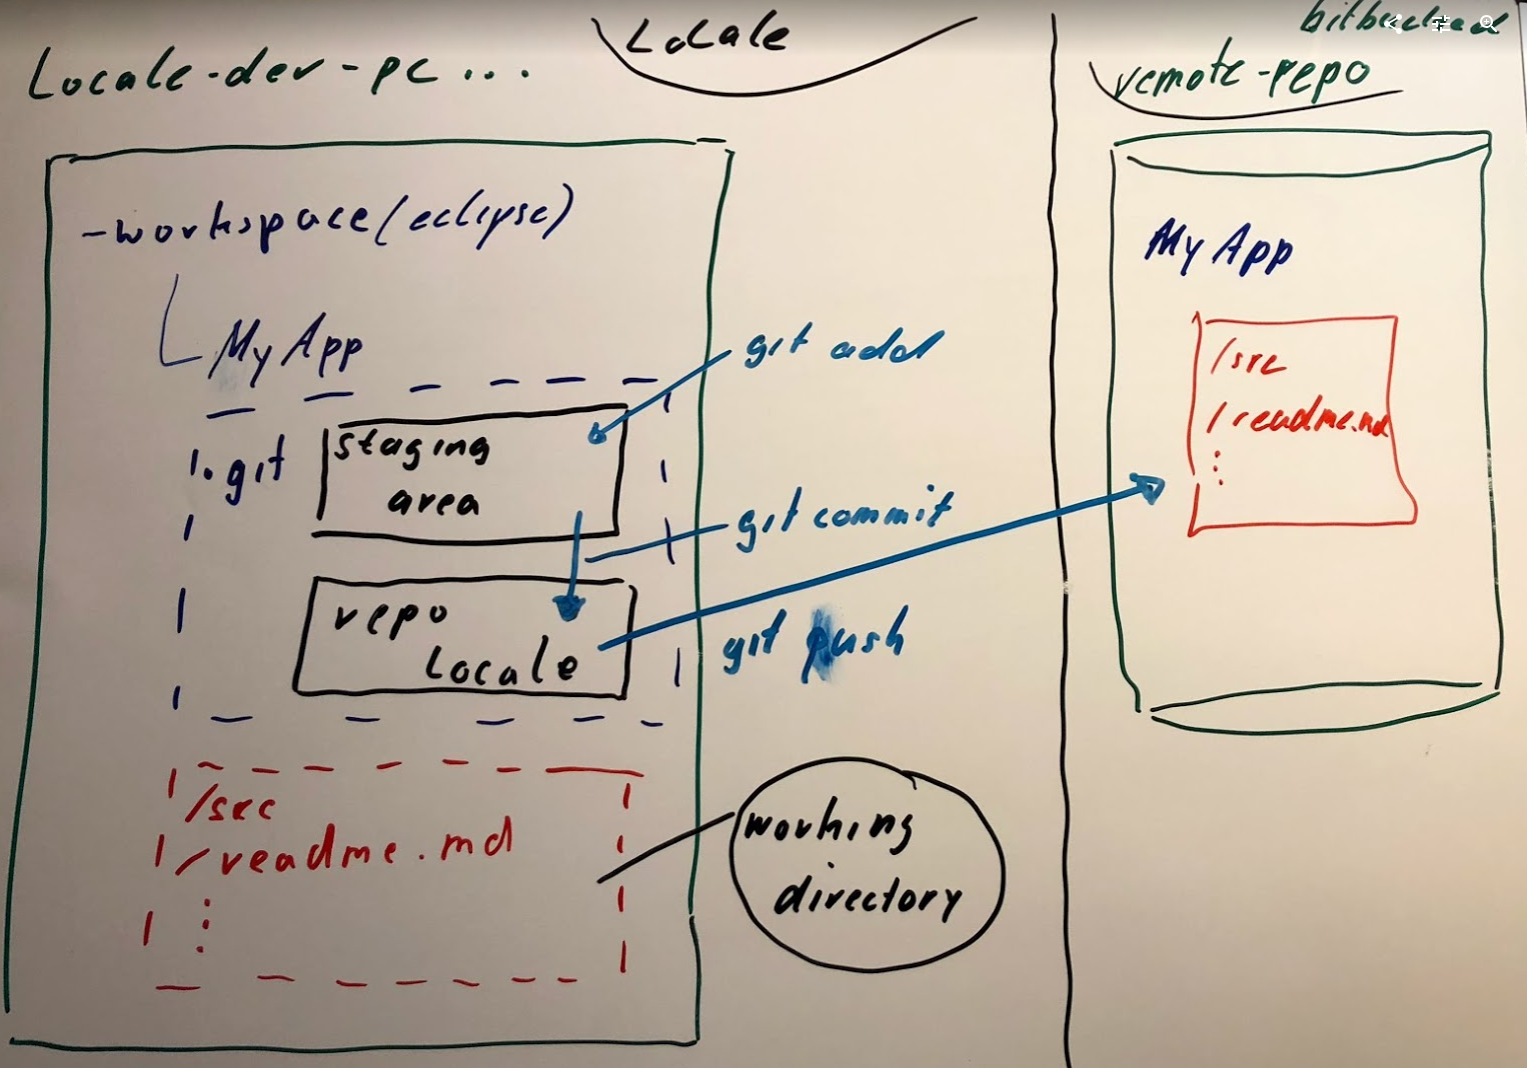 Locale
Locale-dev-pc ...
remote-repo
-workspace(eclipse)
My App
git add
.git
staging
area
git commit
repo
Locale
git push
/src
/readme.md
working
directory
My App
/src
/readme.md